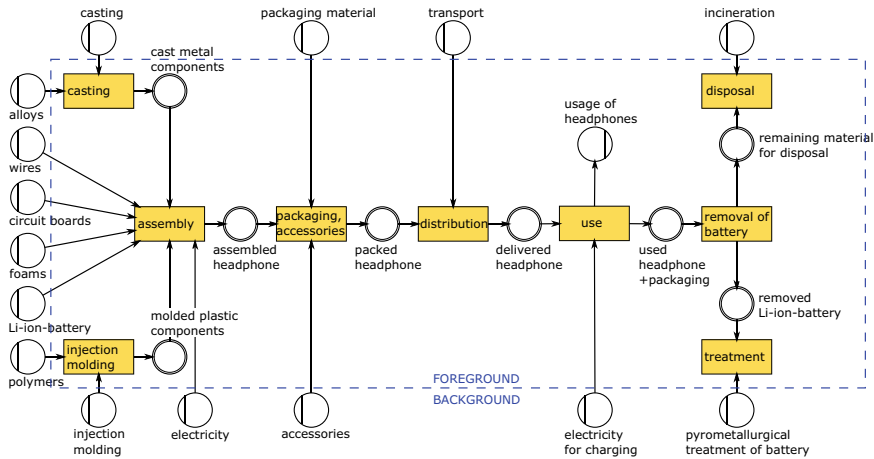 casting
packaging material
transport
incineration
cast metal
components
casting
alloys
usage of
headphones
disposal
remaining material
for disposal
wires
circuit boards
foams
Li-ion-battery
assembly
assembled
headphone
packaging,
accessories
packed
headphone
distribution
delivered
headphone
use
used
headphone
+packaging
removal of
battery
removed
Li-ion-battery
molded plastic
components
injection
molding
polymers
treatment
FOREGROUND
BACKGROUND
injection
molding
electricity
accessories
electricity
for charging
pyrometallurgical
treatment of battery